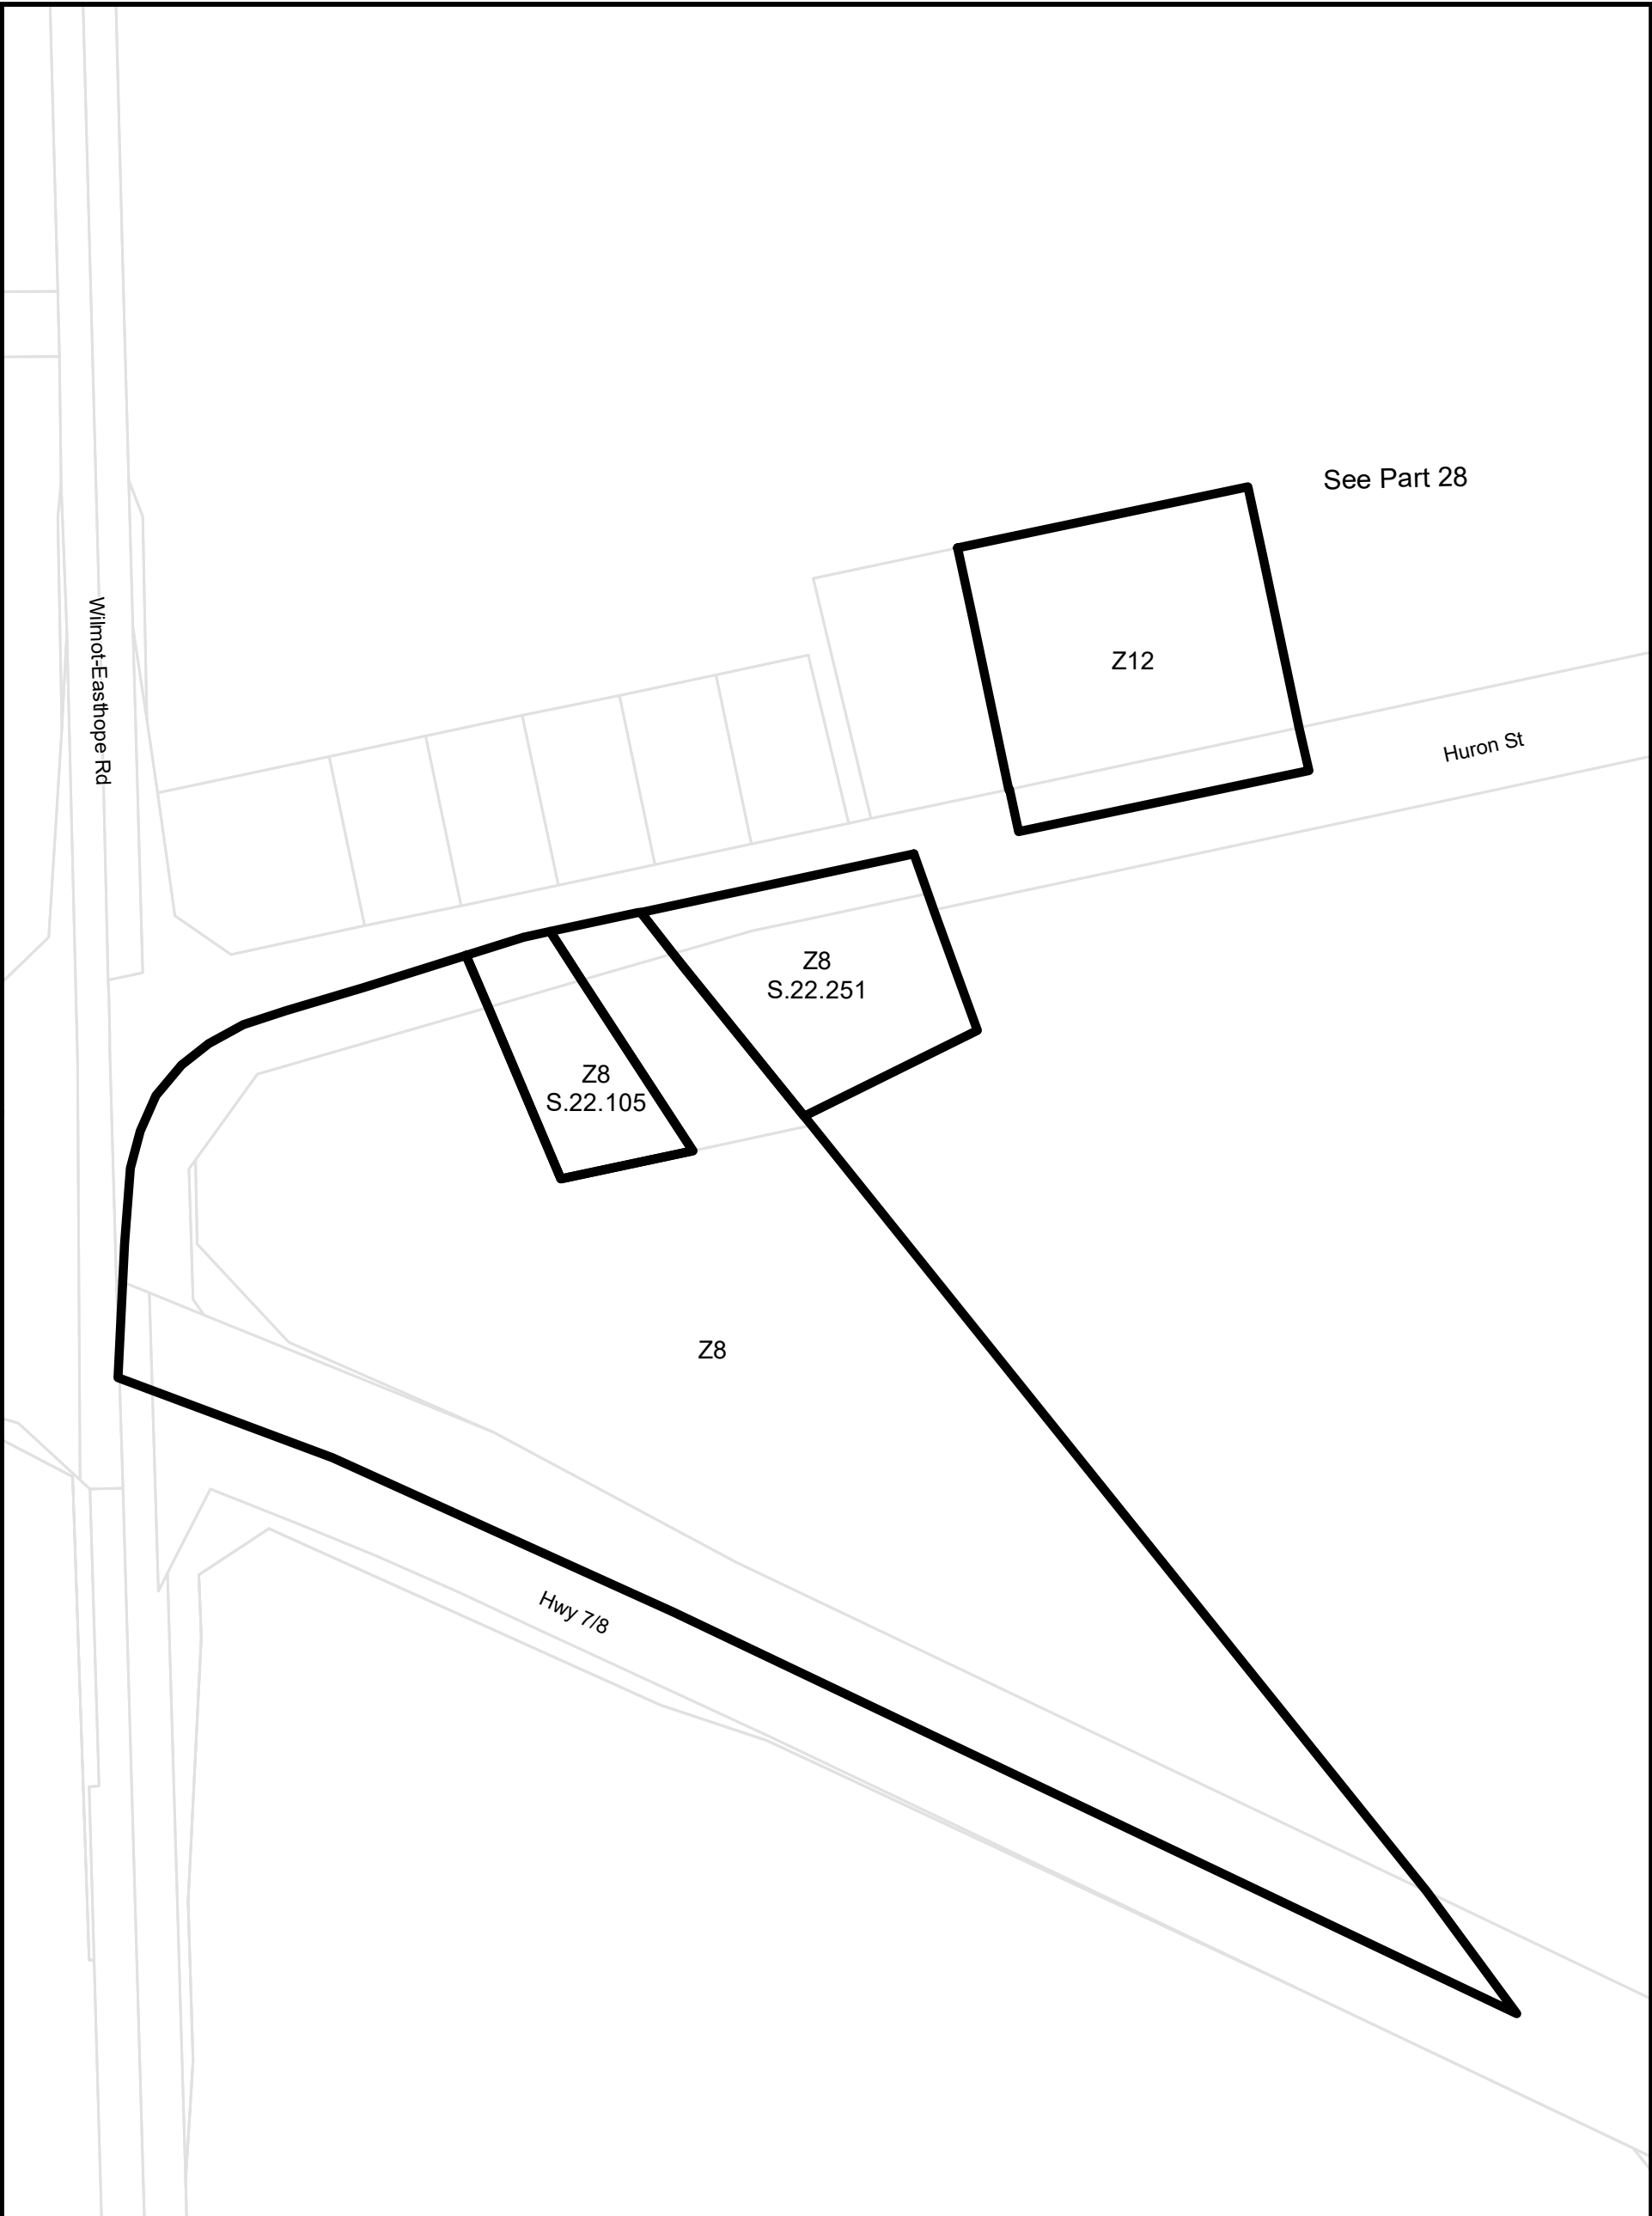 See Part 28
Wilmot-Easthope Rd
Z12
Huron St
Z8
S.22.251
Z8
S.22.105
Z8
Hwy 7/8